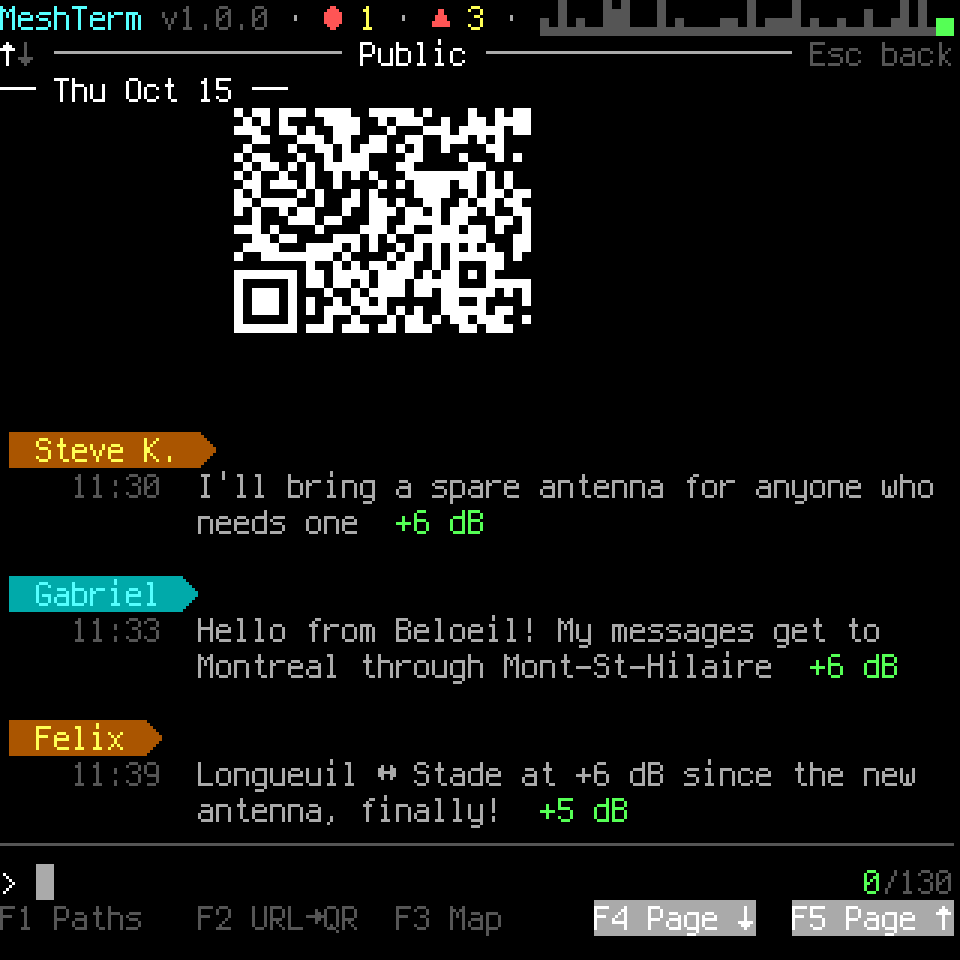 MeshTerm v1.0.0 · 1 · 3 ·
↑↓ Public Esc back
Thu Oct 15
Steve K.
11:30 I'll bring a spare antenna for anyone who
needs one +6 dB
Gabriel
11:33 Hello from Beloeil! My messages get to
Montreal through Mont-St-Hilaire +6 dB
Felix
11:39 Longueuil ↔ Stade at +6 dB since the new
antenna, finally! +5 dB
> 0/130
F1 Paths F2 URL→QR F3 Map F4 Page ↓ F5 Page ↑